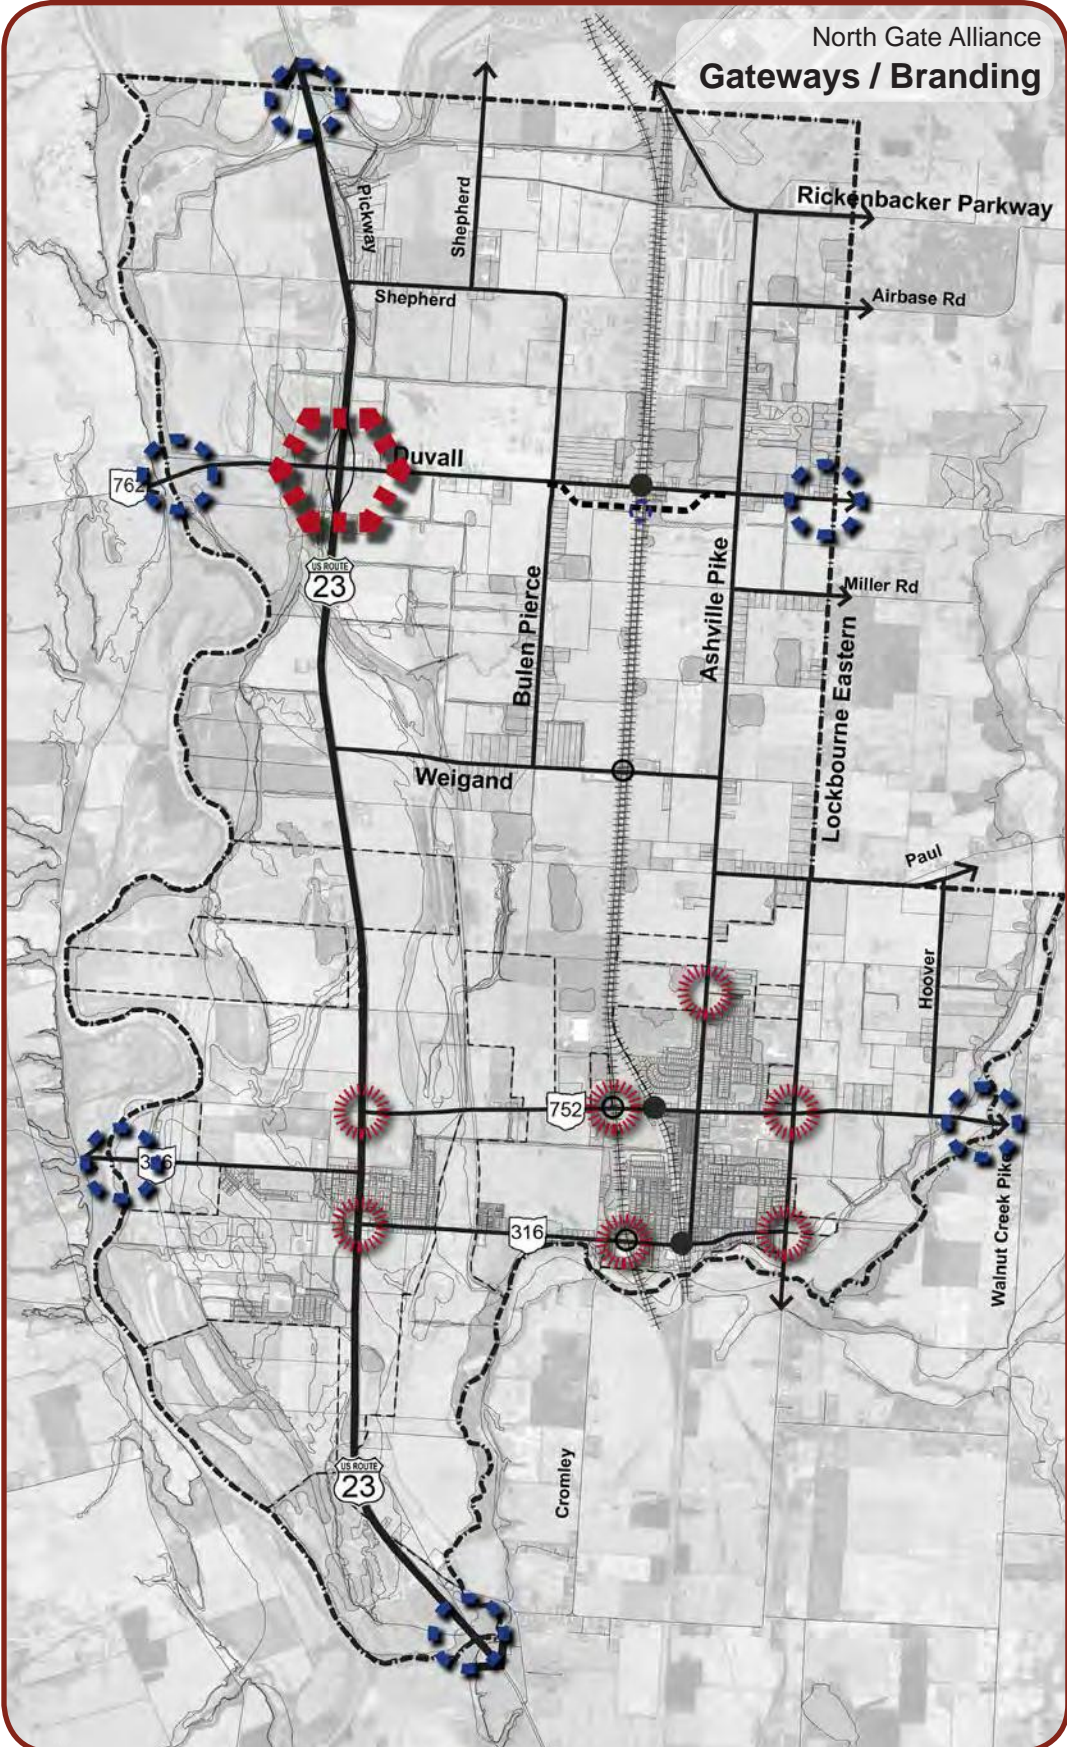 North Gate Alliance
Gateways / Branding
Pickway
Shepherd
Rickenbacker Parkway
Shepherd
Airbase Rd
Duvall
762
US ROUTE
23
Bulen Pierce
Ashville Pike
Miller Rd
Lockbourne Eastern
Weigand
Paul
Hoover
752
316
316
Walnut Creek Pike
Cromley
US ROUTE
23